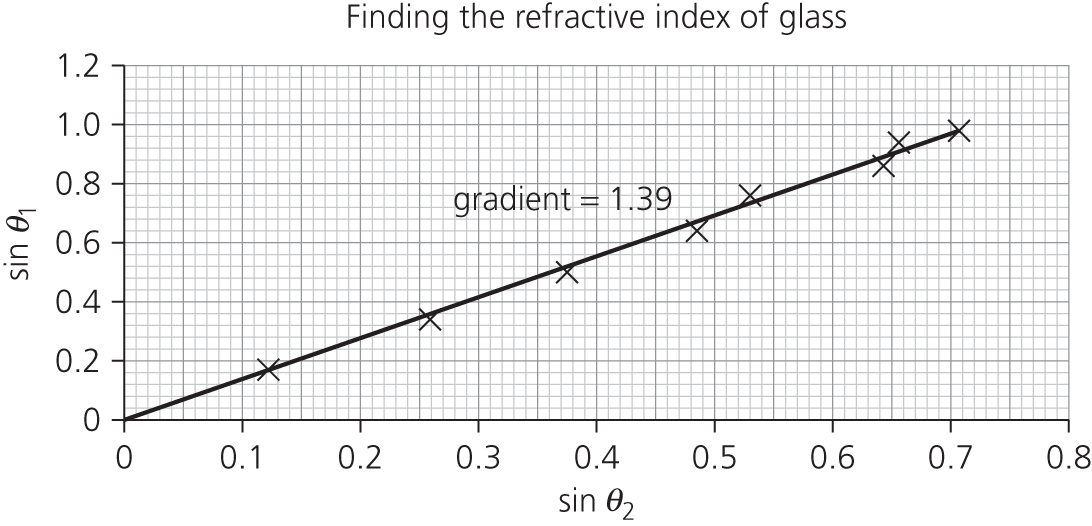 Finding the refractive index of glass
1.2
1.0
0.8
0.6
0.4
0.2
0
sin θ1
gradient = 1.39
0 0.1 0.2 0.3 0.4 0.5 0.6 0.7 0.8
sin θ2